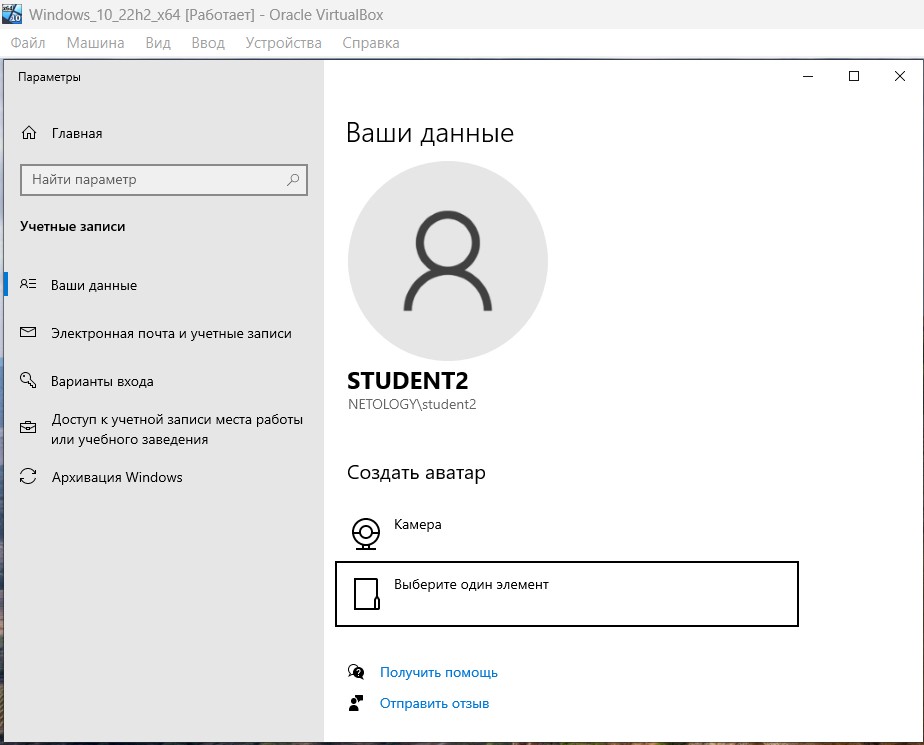 Windows_10_22h2_x64 [Работает] - Oracle VirtualBox
Файл Машина Вид Ввод Устройства Справка
Параметры
Главная
Найти параметр
Учетные записи
Ваши данные
Электронная почта и учетные записи
Варианты входа
Доступ к учетной записи места работы
или учебного заведения
Архивация Windows
Ваши данные
STUDENT2
NETOLOGY\student2
Создать аватар
Камера
Выберите один элемент
Получить помощь
Отправить отзыв